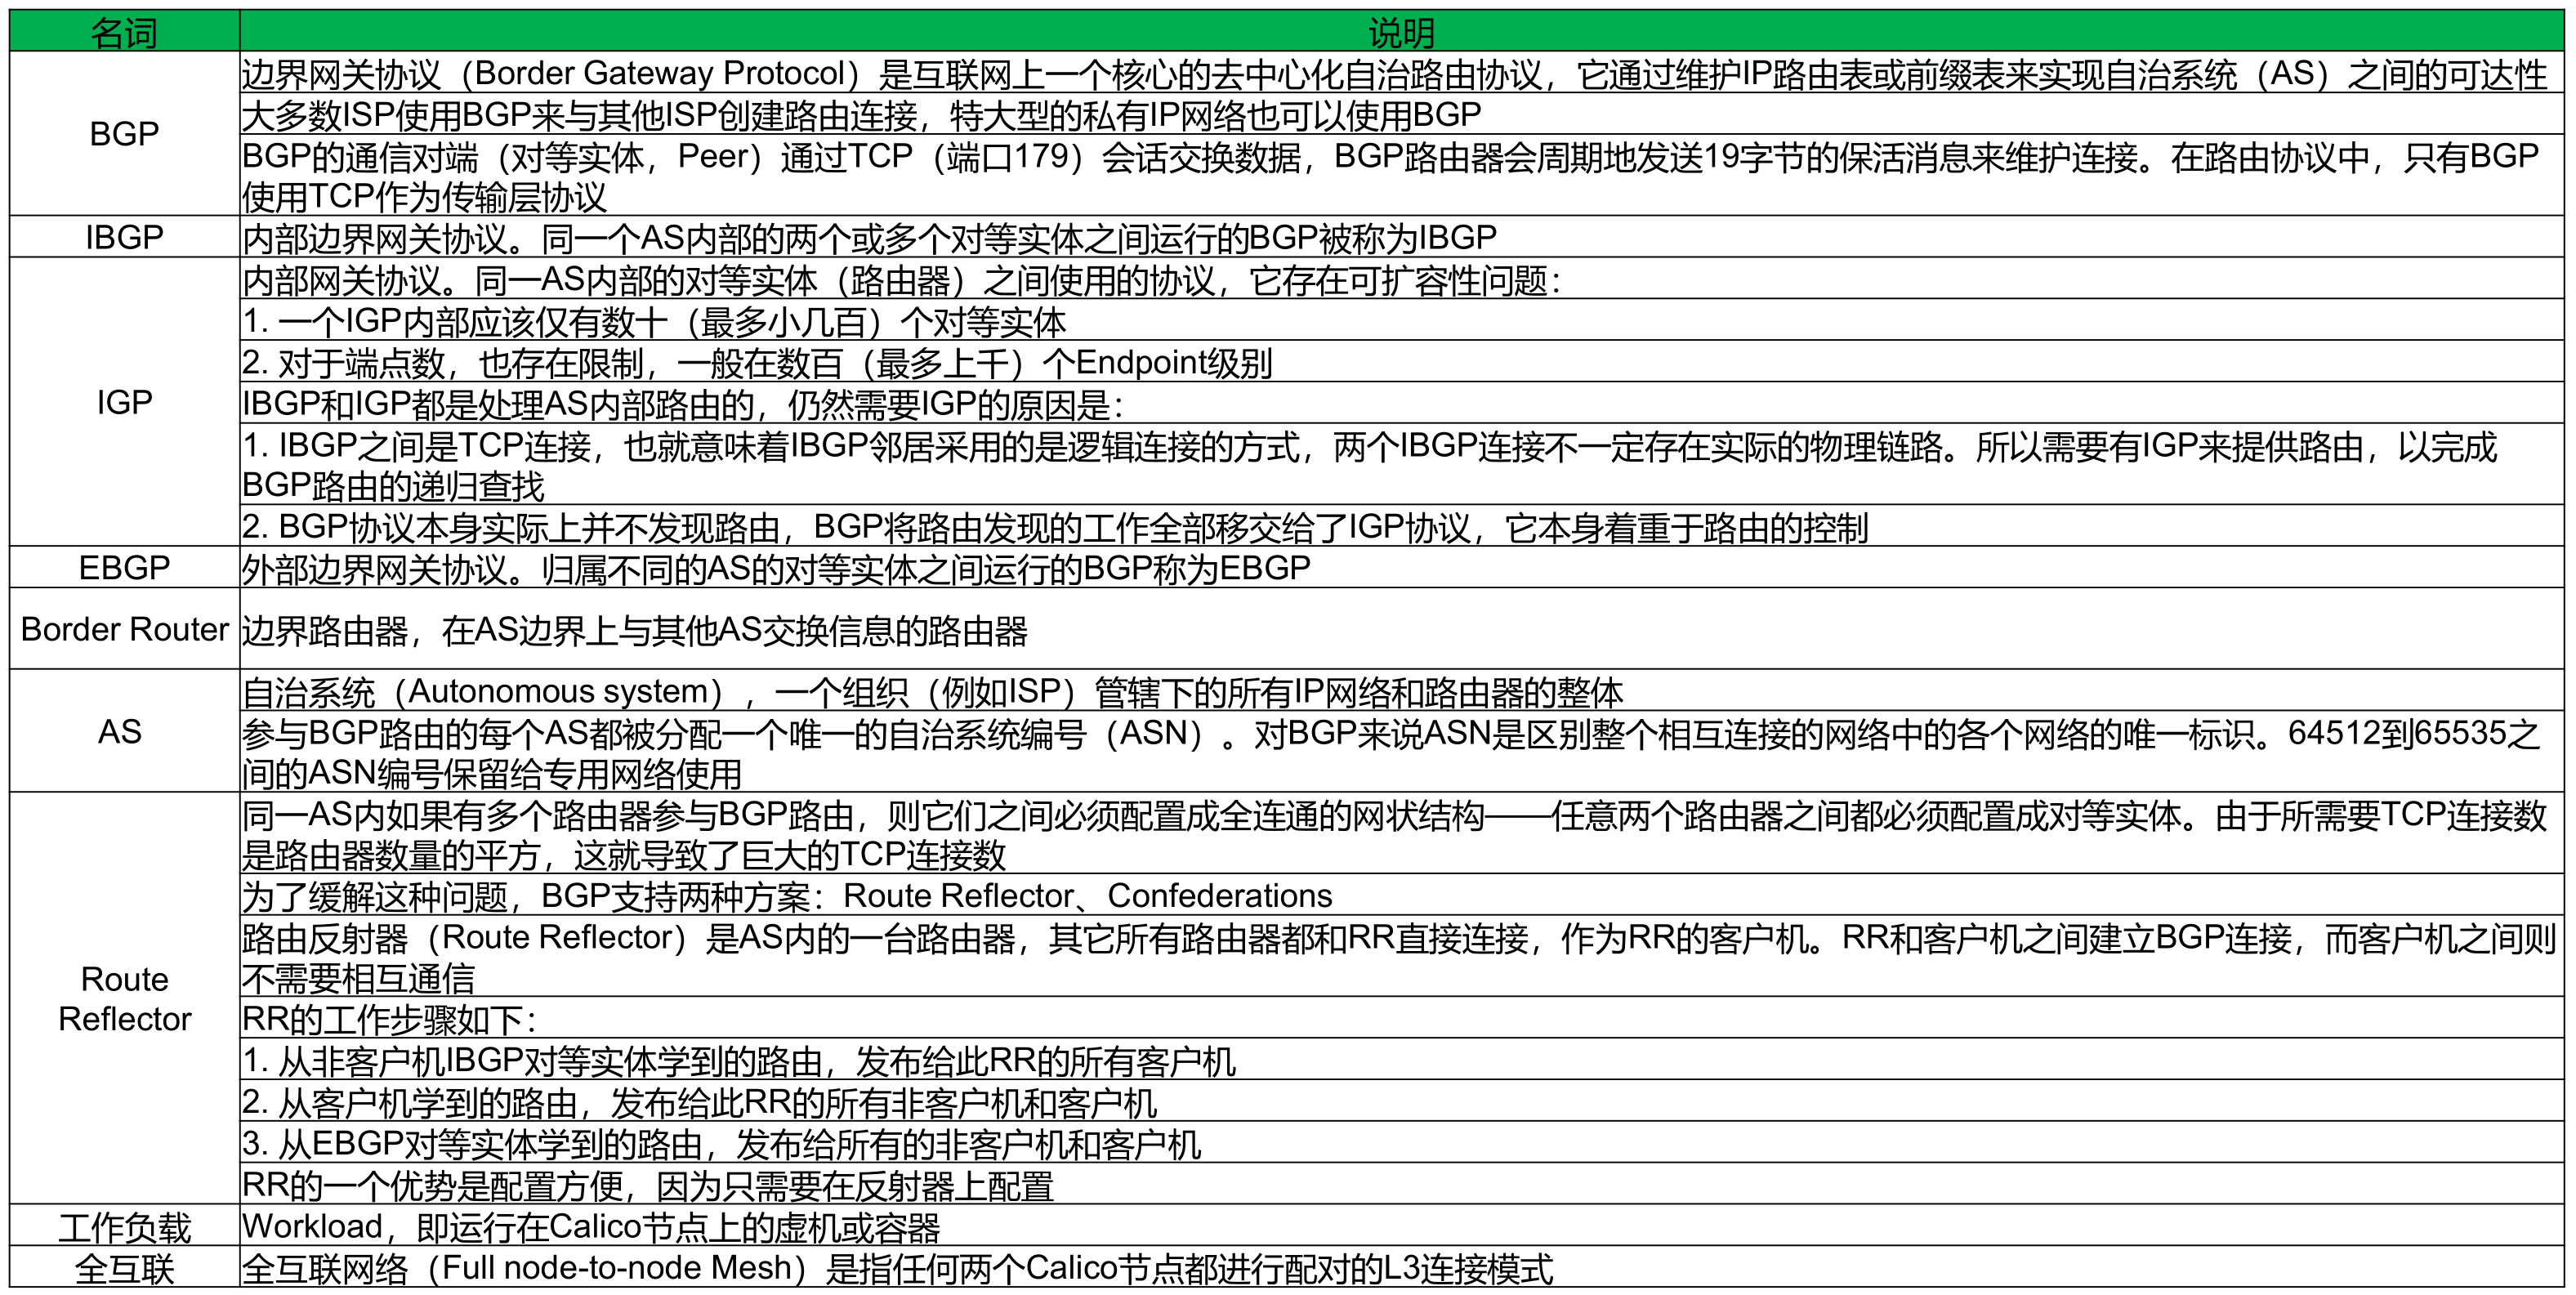 名词 说明
BGP
边界网关协议（Border Gateway Protocol）是互联网上一个核心的去中心化自治路由协议，它通过维护IP路由表或前缀表来实现自治系统（AS）之间的可达性
大多数ISP使用BGP来与其他ISP创建路由连接，特大型的私有IP网络也可以使用BGP
BGP的通信对端（对等实体，Peer）通过TCP（端口179）会话交换数据，BGP路由器会周期地发送19字节的保活消息来维护连接。在路由协议中，只有BGP
使用TCP作为传输层协议
IBGP 内部边界网关协议。同一个AS内部的两个或多个对等实体之间运行的BGP被称为IBGP
IGP
内部网关协议。同一AS内部的对等实体（路由器）之间使用的协议，它存在可扩容性问题：
1. 一个IGP内部应该仅有数十（最多小几百）个对等实体
2. 对于端点数，也存在限制，一般在数百（最多上千）个Endpoint级别
IBGP和IGP都是处理AS内部路由的，仍然需要IGP的原因是：
1. IBGP之间是TCP连接，也就意味着IBGP邻居采用的是逻辑连接的方式，两个IBGP连接不一定存在实际的物理链路。所以需要有IGP来提供路由，以完成
BGP路由的递归查找
2. BGP协议本身实际上并不发现路由，BGP将路由发现的工作全部移交给了IGP协议，它本身着重于路由的控制
EBGP 外部边界网关协议。归属不同的AS的对等实体之间运行的BGP称为EBGP
Border Router 边界路由器，在AS边界上与其他AS交换信息的路由器
AS
自治系统（Autonomous system），一个组织（例如ISP）管辖下的所有IP网络和路由器的整体
参与BGP路由的每个AS都被分配一个唯一的自治系统编号（ASN）。对BGP来说ASN是区别整个相互连接的网络中的各个网络的唯一标识。64512到65535之
间的ASN编号保留给专用网络使用
Route
Reflector
同一AS内如果有多个路由器参与BGP路由，则它们之间必须配置成全连通的网状结构——任意两个路由器之间都必须配置成对等实体。由于所需要TCP连接数
是路由器数量的平方，这就导致了巨大的TCP连接数
为了缓解这种问题，BGP支持两种方案：Route Reflector、Confederations
路由反射器（Route Reflector）是AS内的一台路由器，其它所有路由器都和RR直接连接，作为RR的客户机。RR和客户机之间建立BGP连接，而客户机之间则
不需要相互通信
RR的工作步骤如下：
1. 从非客户机IBGP对等实体学到的路由，发布给此RR的所有客户机
2. 从客户机学到的路由，发布给此RR的所有非客户机和客户机
3. 从EBGP对等实体学到的路由，发布给所有的非客户机和客户机
RR的一个优势是配置方便，因为只需要在反射器上配置
工作负载 Workload，即运行在Calico节点上的虚机或容器
全互联 全互联网络（Full node-to-node Mesh）是指任何两个Calico节点都进行配对的L3连接模式